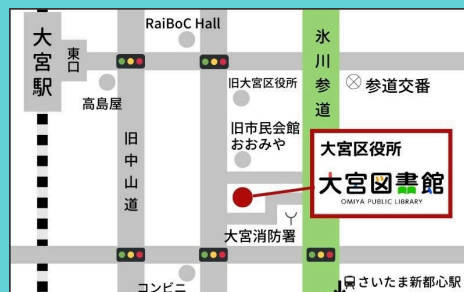 RaiBoC Hall
大宮駅
東口
高島屋
旧大宮区役所
氷川参道
参道交番
旧中山道
旧市民会館
おおみや
大宮区役所
大宮図書館
OMIYA PUBLIC LIBRARY
大宮消防署
コンビニ
さいたま新都心駅